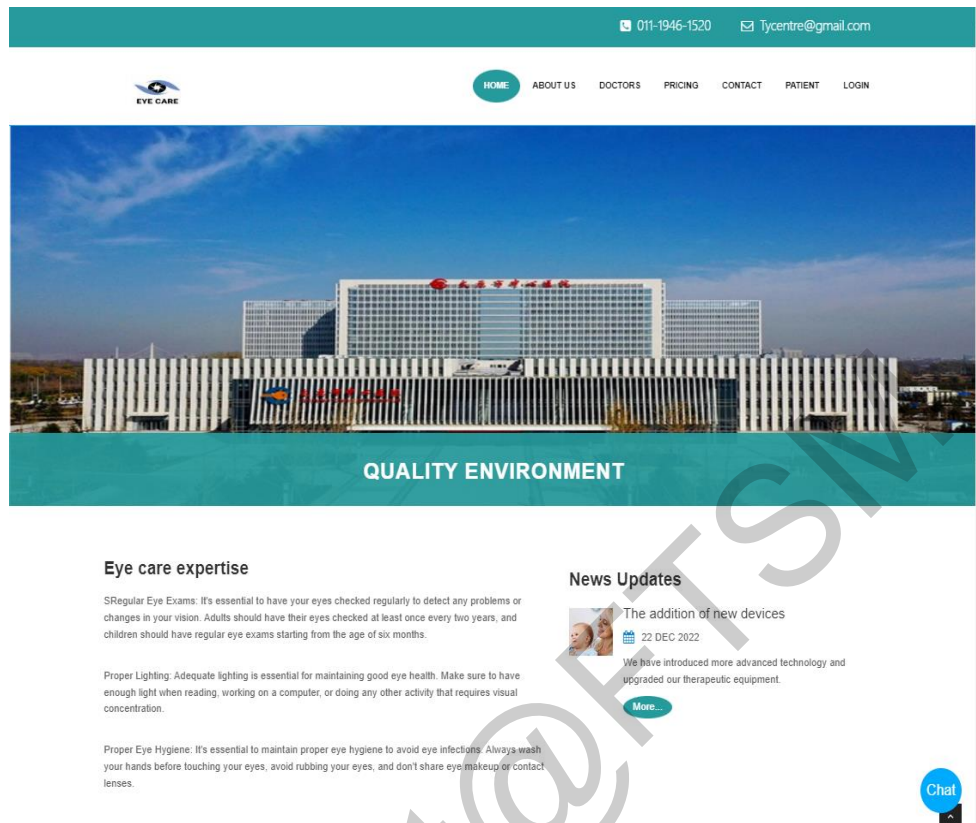 011-1946-1520 Tycentre@gmail.com
EYE CARE
HOME ABOUT US DOCTORS PRICING CONTACT PATIENT LOGIN
太原市中心医院
QUALITY ENVIRONMENT
Eye care expertise
SRegular Eye Exams: It's essential to have your eyes checked regularly to detect any problems or
changes in your vision. Adults should have their eyes checked at least once every two years, and
children should have regular eye exams starting from the age of six months.
Proper Lighting: Adequate lighting is essential for maintaining good eye health. Make sure to have
enough light when reading, working on a computer, or doing any other activity that requires visual
concentration.
Proper Eye Hygiene: It's essential to maintain proper eye hygiene to avoid eye infections. Always wash
your hands before touching your eyes, avoid rubbing your eyes, and don't share eye makeup or contact
lenses.
News Updates
The addition of new devices
22 DEC 2022
We have introduced more advanced technology and
upgraded our therapeutic equipment.
More...
Chat
t@FTSM